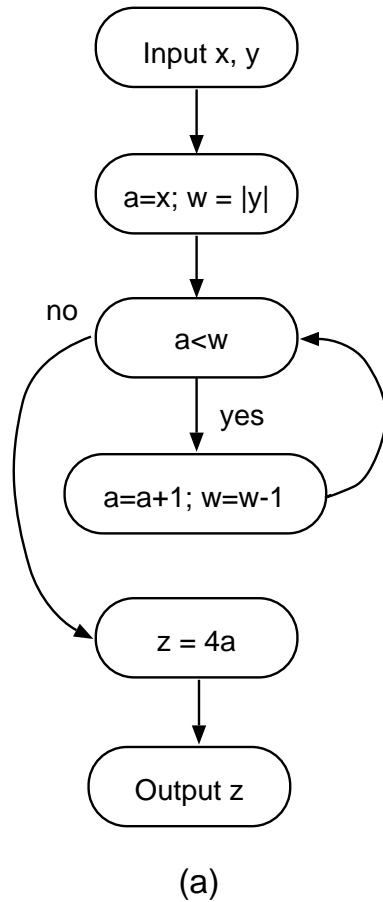 Input x, y
a=x; w = |y|
no
a<w
yes
a=a+1; w=w-1
z = 4a
Output z
(a)